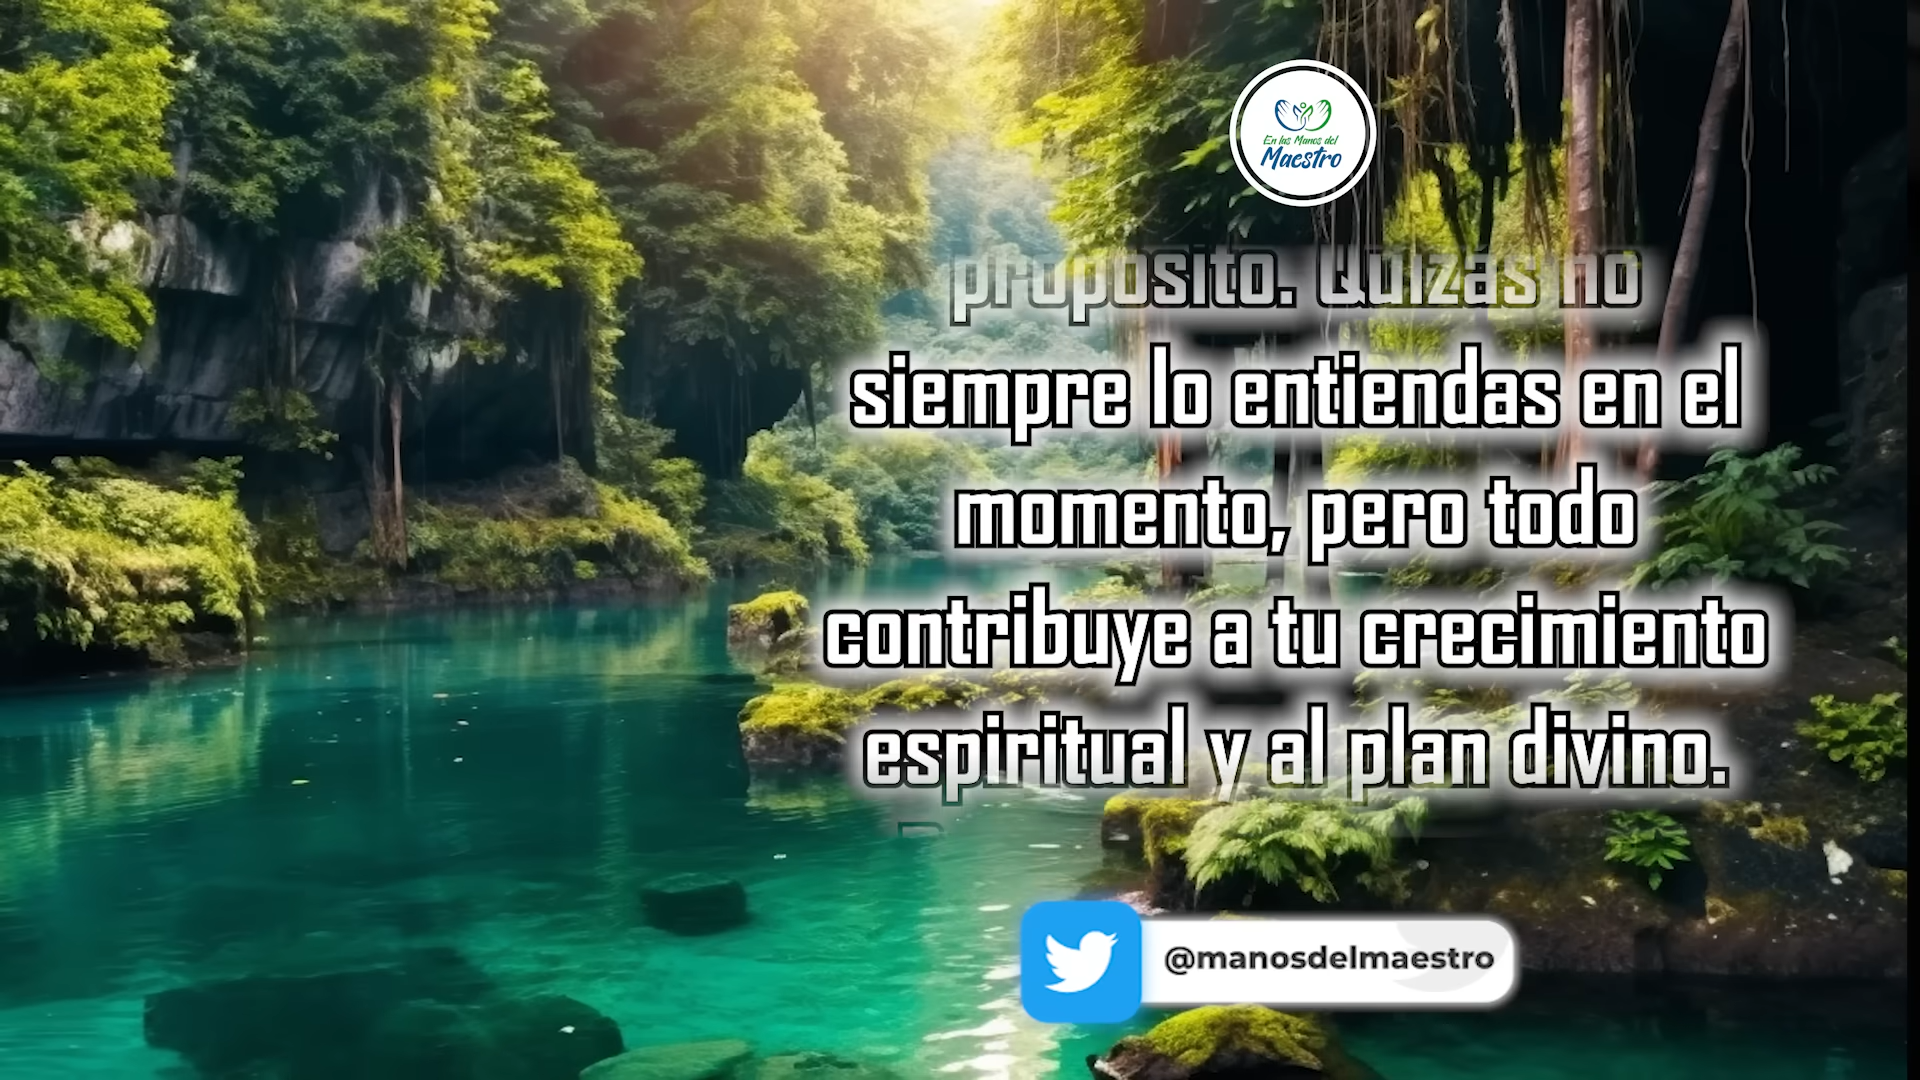 En las Manos del
Maestro
proposito. Quizás no
siempre lo entiendas en el
momento, pero todo
contribuye a tu crecimiento
espiritual y al plan divino.
@manosdelmaestro